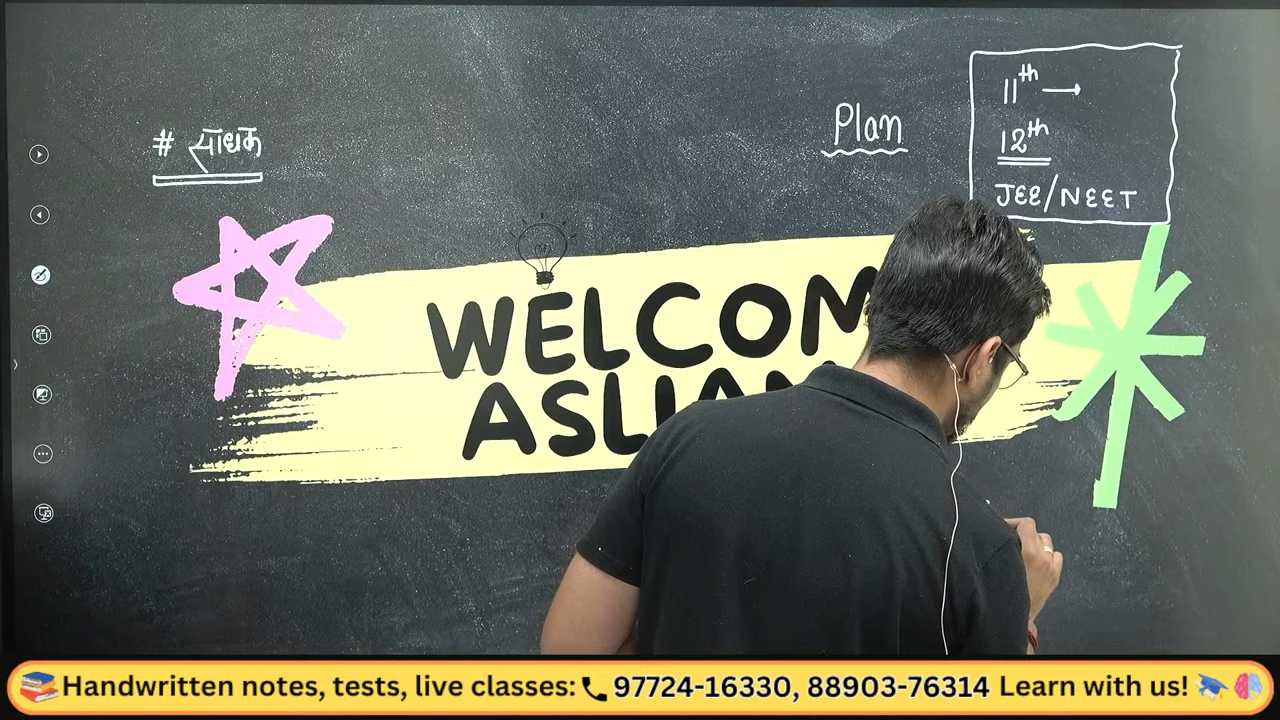 # साधक
Plan
11th →
12th
JEE/NEET
WELCOM
Handwritten notes, tests, live classes: 97724-16330, 88903-76314 Learn with us!